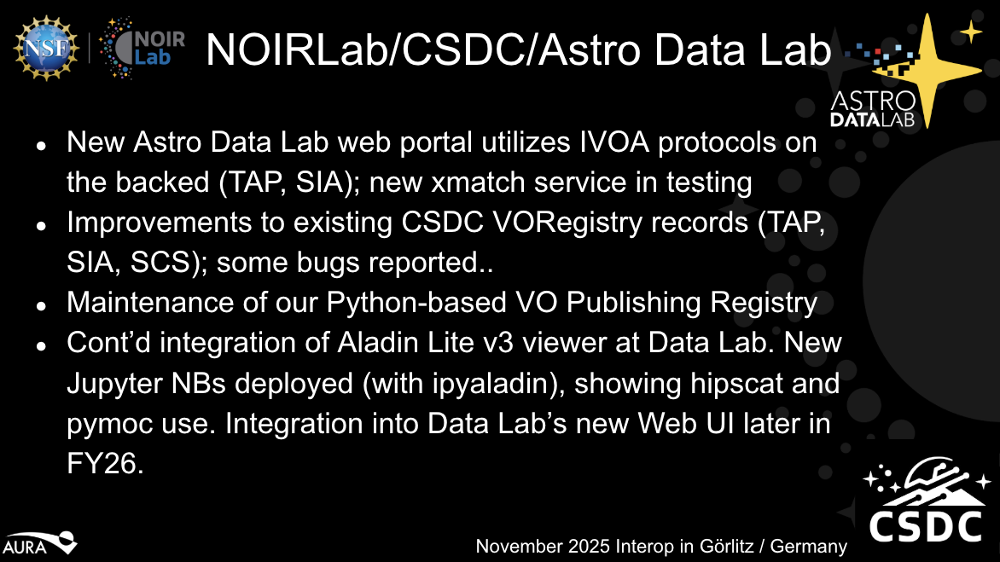 NSF
NOIR
Lab
NOIRLab/CSDC/Astro Data Lab
ASTRO
DATALAB
• New Astro Data Lab web portal utilizes IVOA protocols on
the backed (TAP, SIA); new xmatch service in testing
• Improvements to existing CSDC VORegistry records (TAP,
SIA, SCS); some bugs reported..
• Maintenance of our Python-based VO Publishing Registry
• Cont’d integration of Aladin Lite v3 viewer at Data Lab. New
Jupyter NBs deployed (with ipyaladin), showing hipscat and
pymoc use. Integration into Data Lab’s new Web UI later in
FY26.
CSDC
AURA
November 2025 Interop in Görlitz / Germany